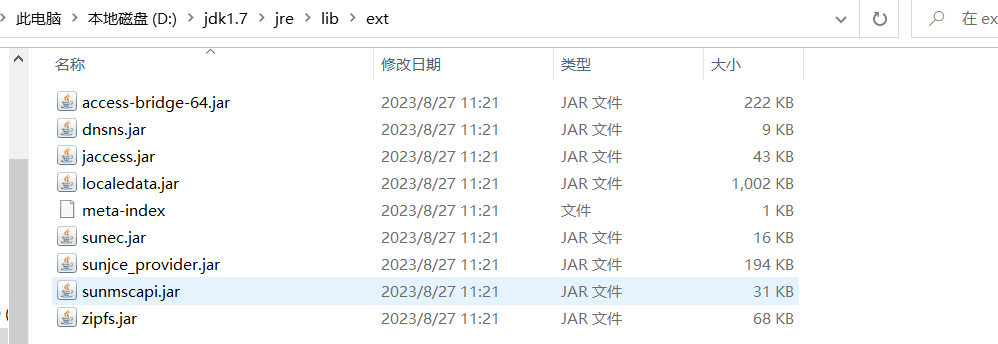 此电脑 > 本地磁盘 (D:) > jdk1.7 > jre > lib > ext
在 ex
名称 修改日期 类型 大小
access-bridge-64.jar 2023/8/27 11:21 JAR 文件 222 KB
dnsns.jar 2023/8/27 11:21 JAR 文件 9 KB
jaccess.jar 2023/8/27 11:21 JAR 文件 43 KB
localedata.jar 2023/8/27 11:21 JAR 文件 1,002 KB
meta-index 2023/8/27 11:21 文件 1 KB
sunec.jar 2023/8/27 11:21 JAR 文件 16 KB
sunjce_provider.jar 2023/8/27 11:21 JAR 文件 194 KB
sunmscapi.jar 2023/8/27 11:21 JAR 文件 31 KB
zipfs.jar 2023/8/27 11:21 JAR 文件 68 KB